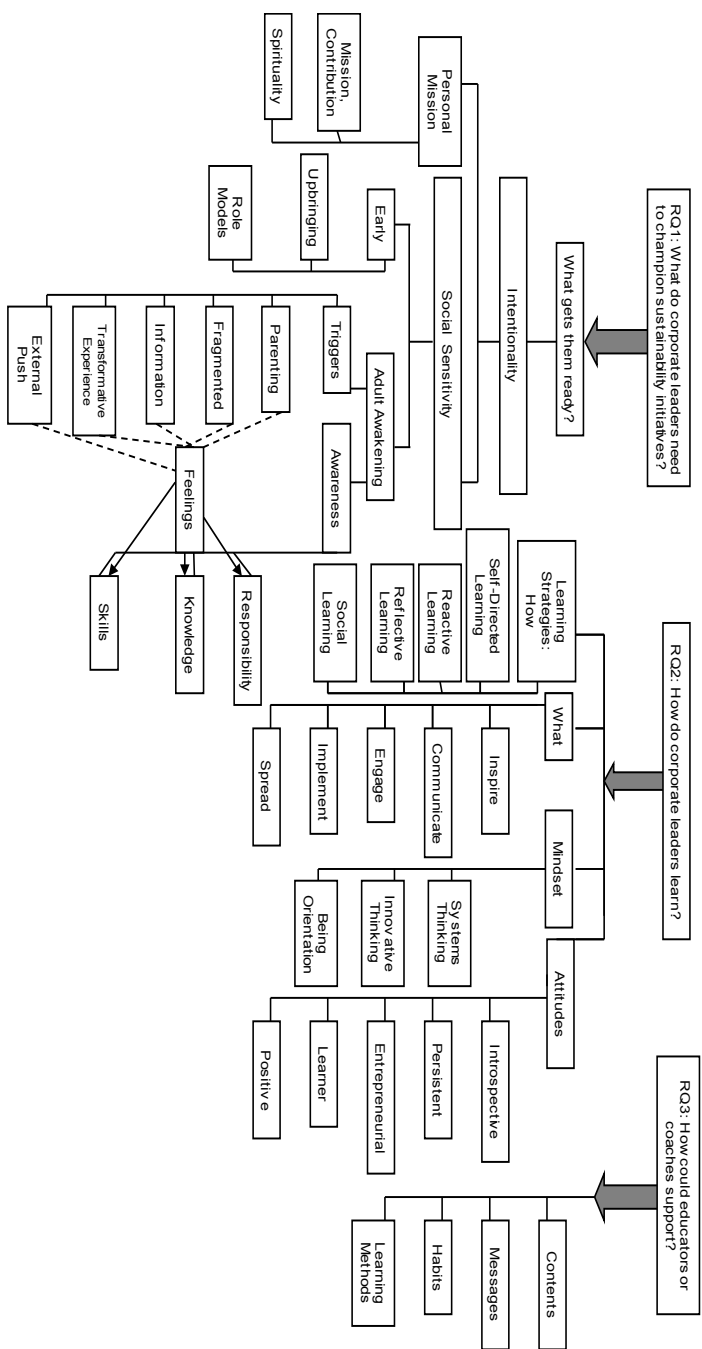 RQ1: What do corporate leaders need
to champion sustainability initiatives?
What gets them ready?
Intentionality
Personal
Mission
Mission,
Contribution
Spirituality
Social Sensitivity
Early
Upbringing
Role
Models
Adult Awakening
Triggers
Parenting
Fragmented
Information
Transformative
Experience
External
Push
Awareness
Feelings
Responsibility
Knowledge
Skills
RQ2: How do corporate leaders learn?
Learning
Strategies:
How
Self-Directed
Learning
Reactive
Learning
Reflective
Learning
Social
Learning
What
Inspire
Communicate
Engage
Implement
Spread
Mindset
Systems
Thinking
Innovative
Thinking
Being
Orientation
Attitudes
Introspective
Persistent
Entrepreneurial
Learner
Positive
RQ3: How could educators or
coaches support?
Contents
Messages
Habits
Learning
Methods